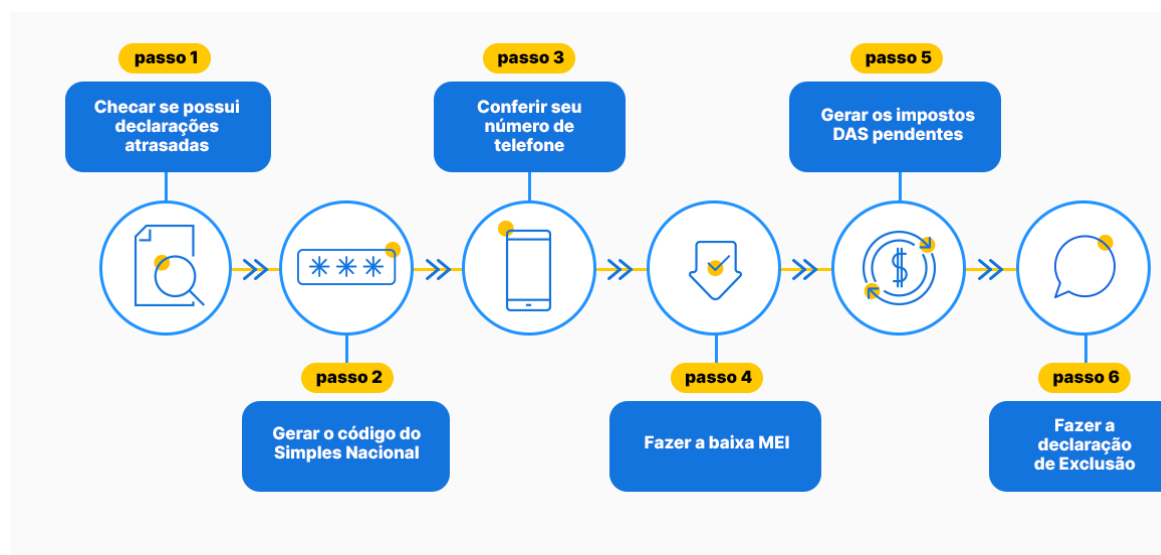 passo 1
Checar se possui
declarações
atrasadas
passo 2
Gerar o código do
Simples Nacional
passo 3
Conferir seu
número de
telefone
passo 4
Fazer a baixa MEI
passo 5
Gerar os impostos
DAS pendentes
passo 6
Fazer a
declaração
de Exclusão